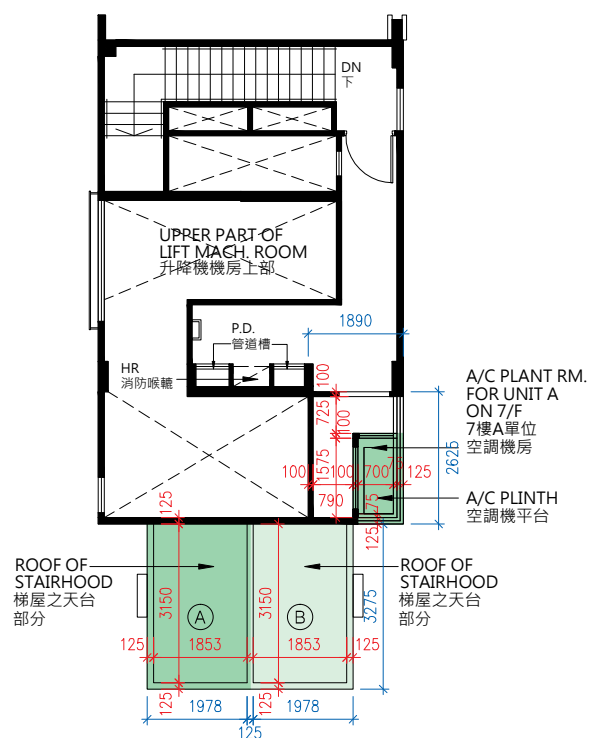 DN
下
UPPER PART OF
LIFT MACH. ROOM
升降機機房上部
P.D.
管道槽
HR
消防喉轆
1890
100
725
100
1575
100
100
700
75
125
790
75
125
2625
A/C PLANT RM.
FOR UNIT A
ON 7/F
7樓A單位
空調機房
A/C PLINTH
空調機平台
125
ROOF OF
STAIRHOOD
梯屋之天台
部分
ROOF OF
STAIRHOOD
梯屋之天台
部分
3150
3150
3275
A
B
125
1853
1853
125
125
125
1978
1978
125